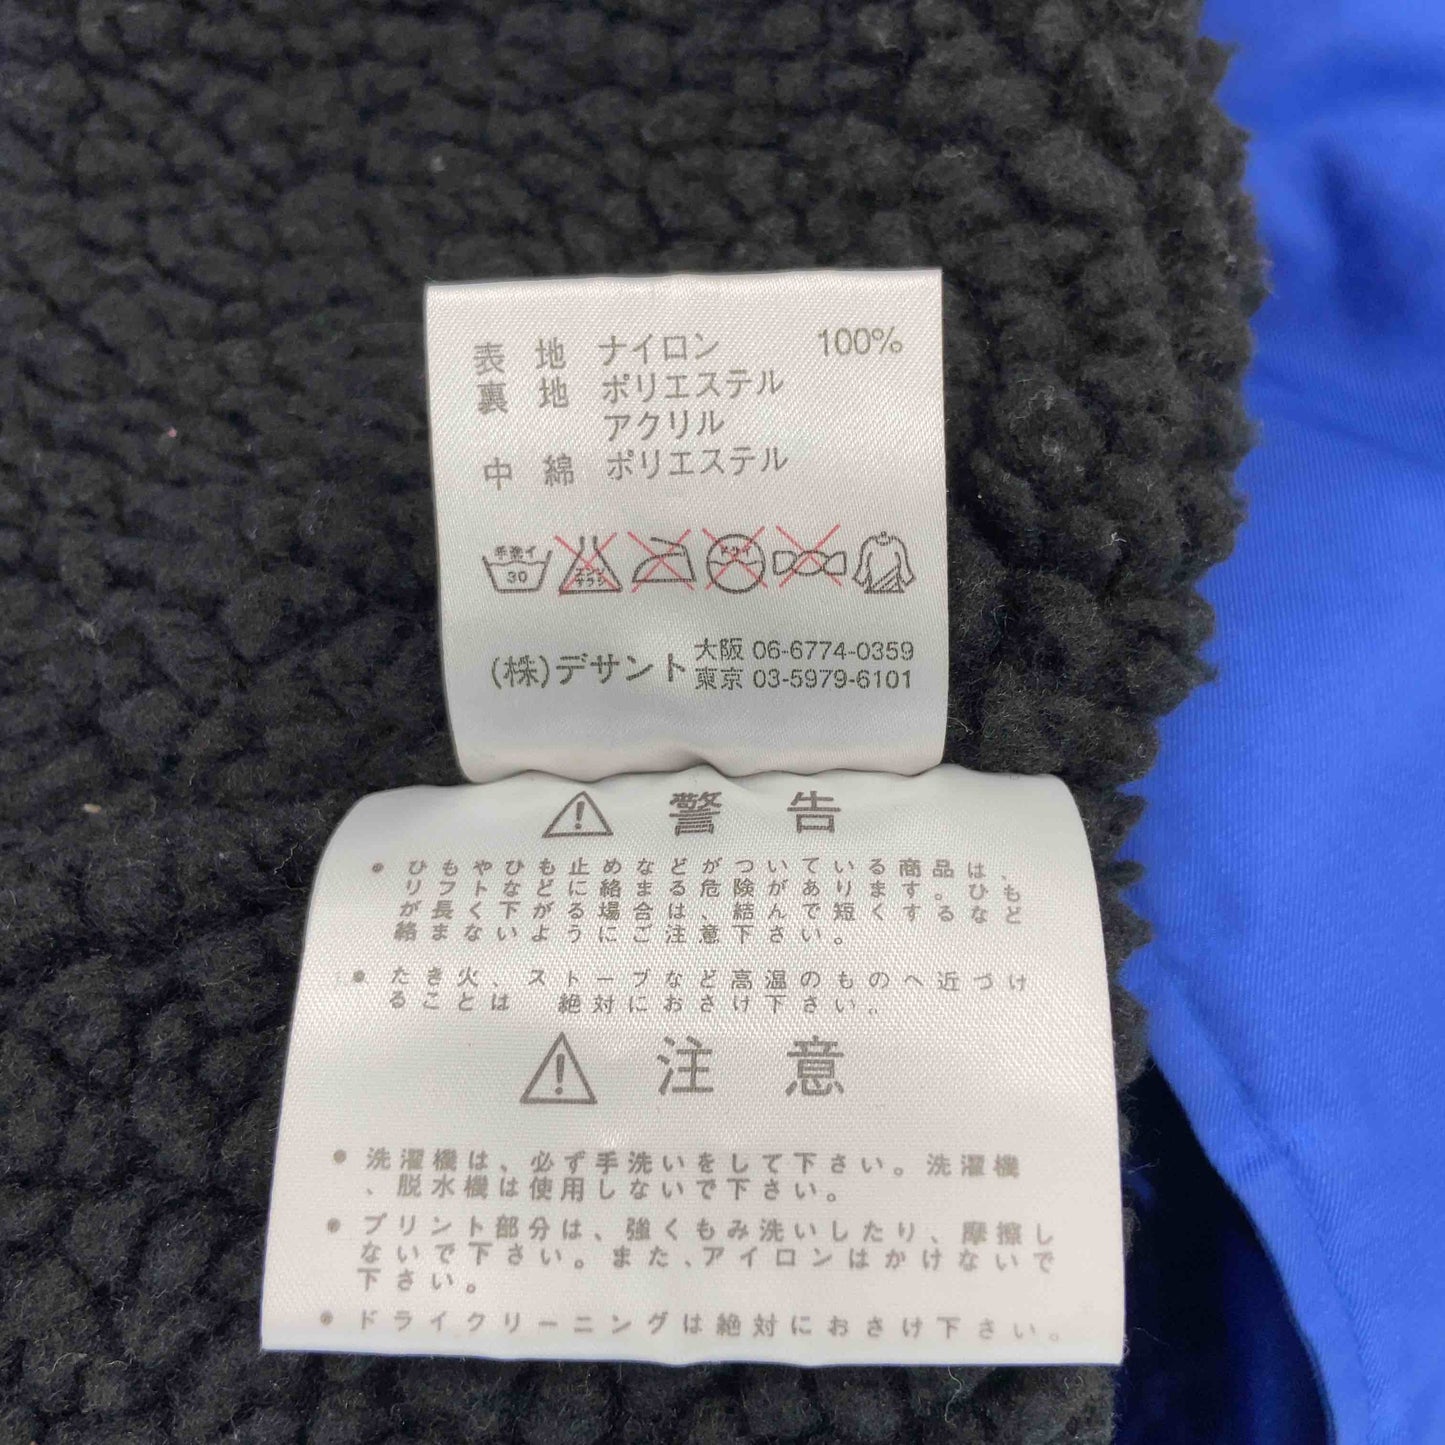 表地 ナイロン 100%
裏地 ポリエステル
アクリル
中綿 ポリエステル
手洗イ
30
エンソ
サラシ
ドライ
(株)デサント 大阪 06-6774-0359
東京 03-5979-6101
警告
●ひもやひも止めなどがついている商品は、
リフトなどに絡まる危険があります。ひも
が長く下がる場合は、結んで短くするなど
絡まないようにご注意下さい。
●たき火、ストーブなど高温のものへ近づけ
ることは 絶対におさけ下さい。
注意
●洗濯機は、必ず手洗いをして下さい。洗濯機
、脱水機は使用しないで下さい。
●プリント部分は、強くもみ洗いしたり、摩擦し
ないで下さい。また、アイロンはかけないで
下さい。
●ドライクリーニングは絶対におさけ下さい。